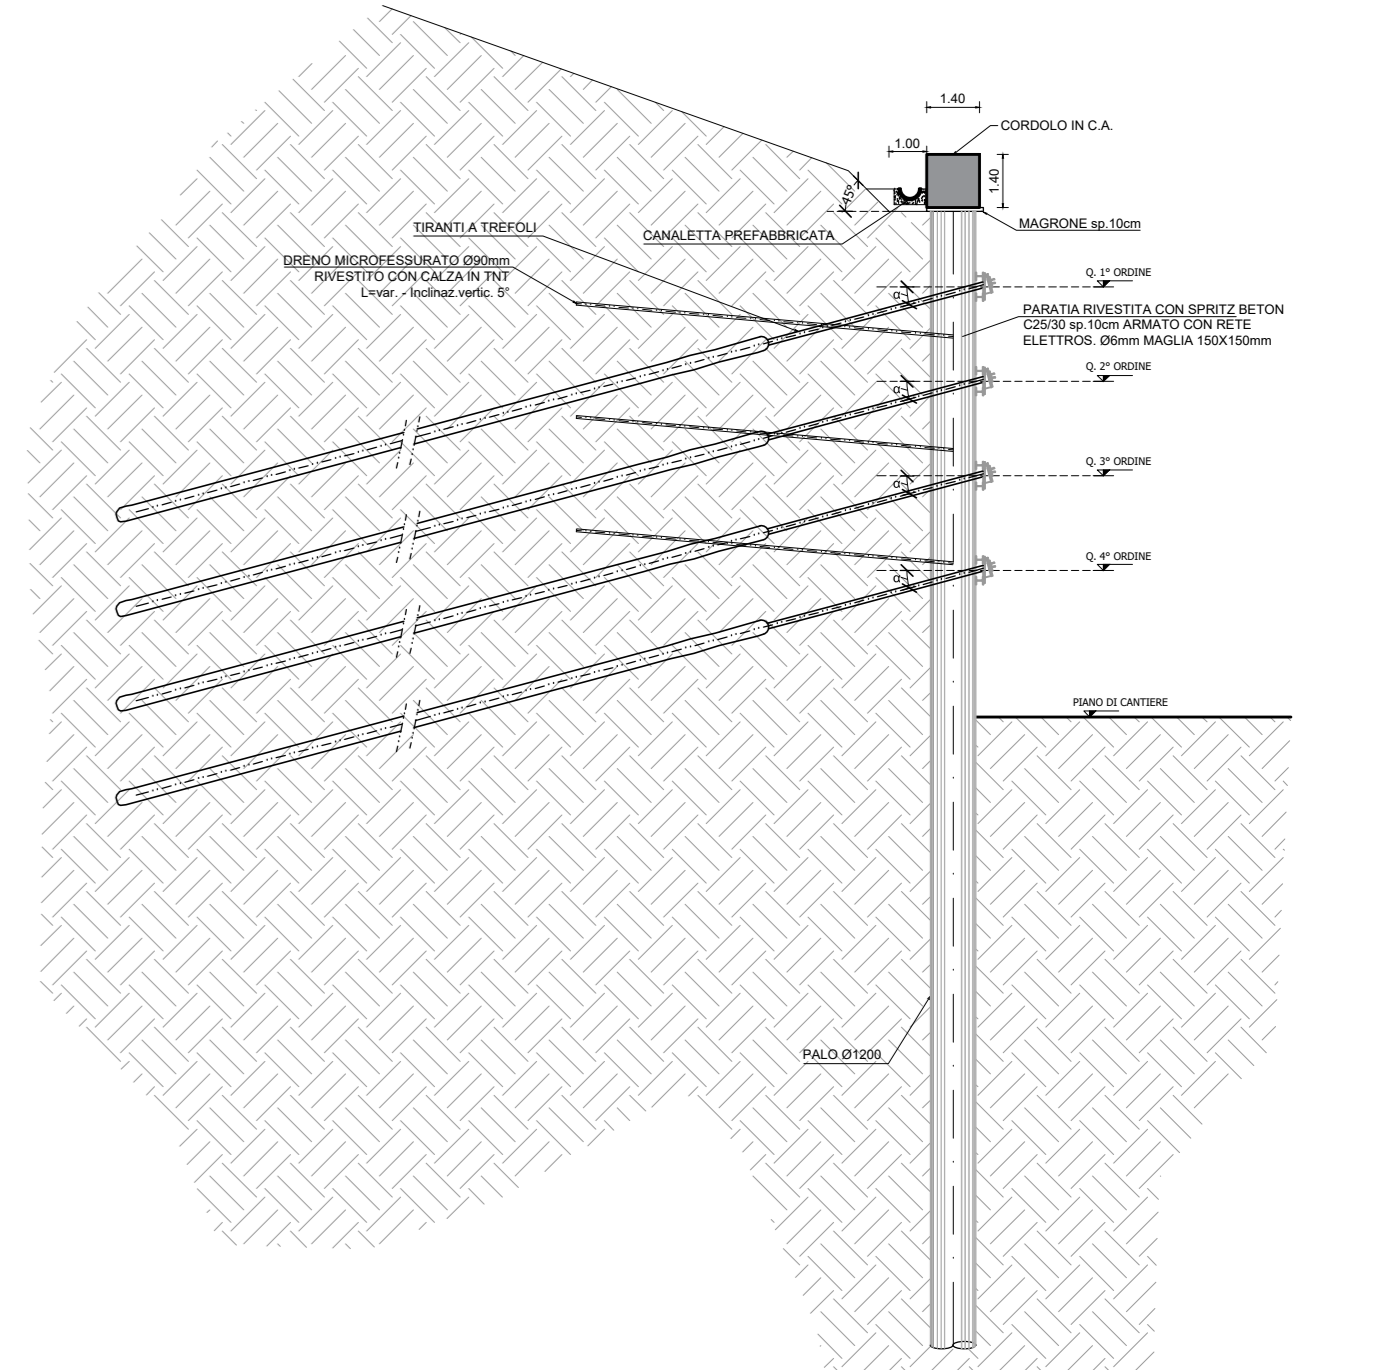 1.40
CORDOLO IN C.A.
1.00
1.40
45°
MAGRONE sp.10cm
TIRANTI A TREFOLI
CANALETTA PREFABBRICATA
DRENO MICROFESSURATO Ø90mm
RIVESTITO CON CALZA IN TNT
L=var. - Inclinaz.vertic. 5°
Q. 1° ORDINE
α
PARATIA RIVESTITA CON SPRITZ BETON
C25/30 sp.10cm ARMATO CON RETE
ELETTROS. Ø6mm MAGLIA 150X150mm
Q. 2° ORDINE
α
Q. 3° ORDINE
α
Q. 4° ORDINE
α
PIANO DI CANTIERE
PALO Ø1200